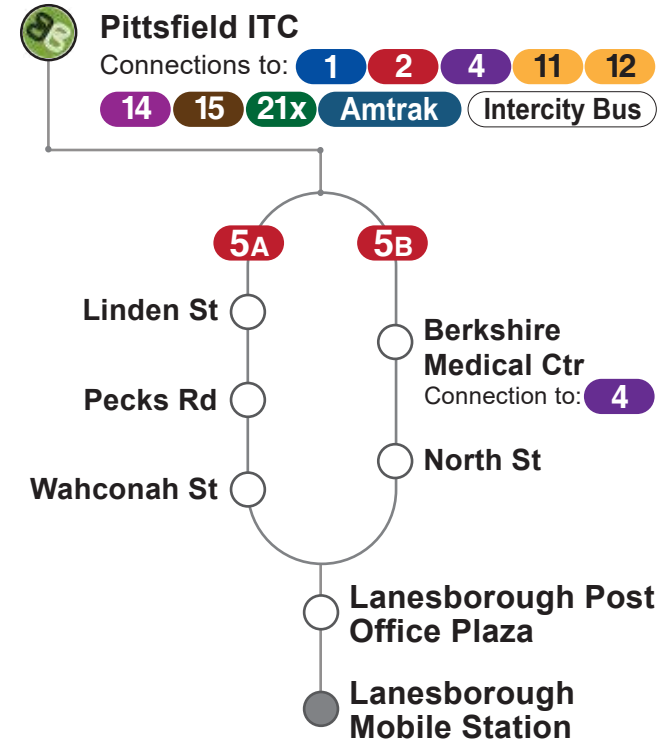 Pittsfield ITC
Connections to: 1 2 4 11 12
14 15 21x Amtrak Intercity Bus
5A 5B
Linden St
Berkshire
Medical Ctr
Connection to: 4
Pecks Rd
North St
Wahconah St
Lanesborough Post
Office Plaza
Lanesborough
Mobile Station